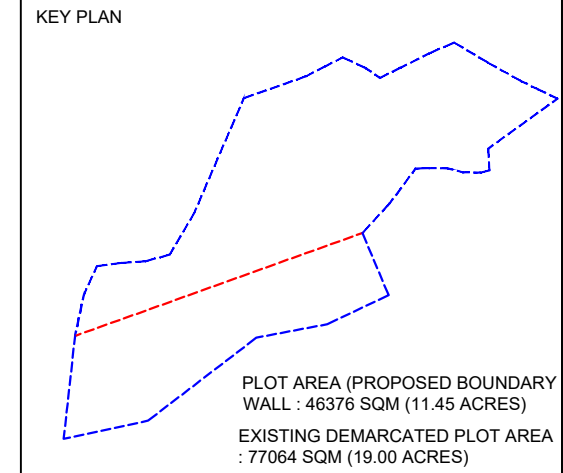 KEY PLAN
PLOT AREA (PROPOSED BOUNDARY
WALL : 46376 SQM (11.45 ACRES)
EXISTING DEMARCATED PLOT AREA
: 77064 SQM (19.00 ACRES)